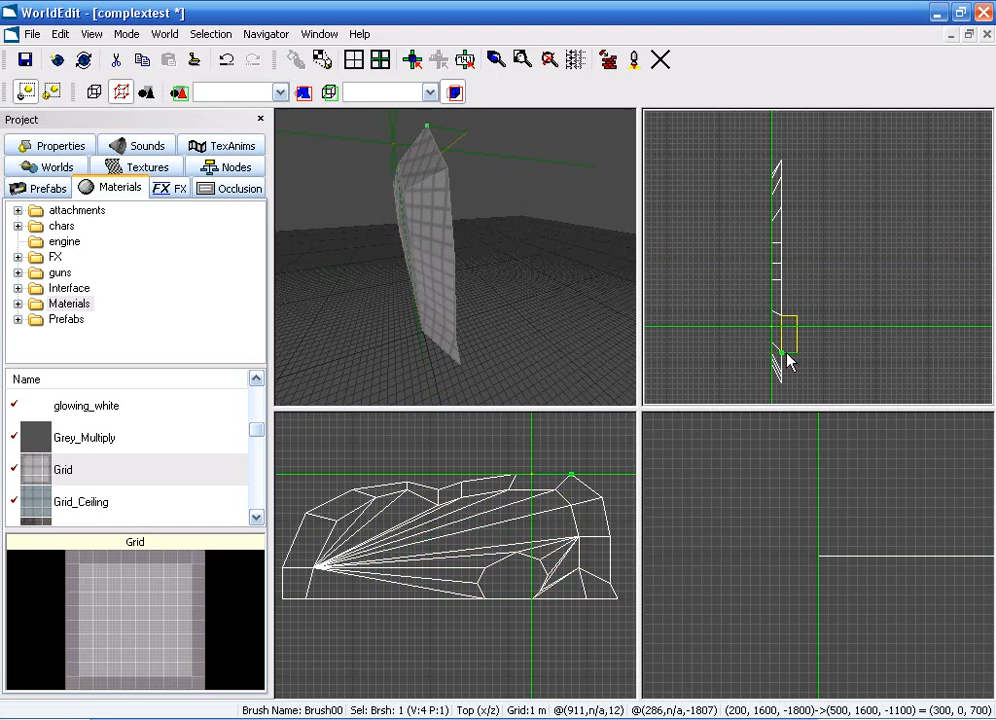 WorldEdit - [complextest *]
File Edit View Mode World Selection Navigator Window Help
Project
Properties Sounds TexAnims
Worlds Textures Nodes
Prefabs Materials FX FX Occlusion
attachments
chars
engine
FX
guns
Interface
Materials
Prefabs
Name
glowing_white
Grey_Multiply
Grid
Grid_Ceiling
Grid
Brush Name: Brush00 Sel: Brsh: 1 (V:4 P:1) Top (x/z) Grid:1 m @(911,n/a,12) @(286,n/a,-1807) (200, 1600, -1800)->(500, 1600, -1100) = (300, 0, 700)